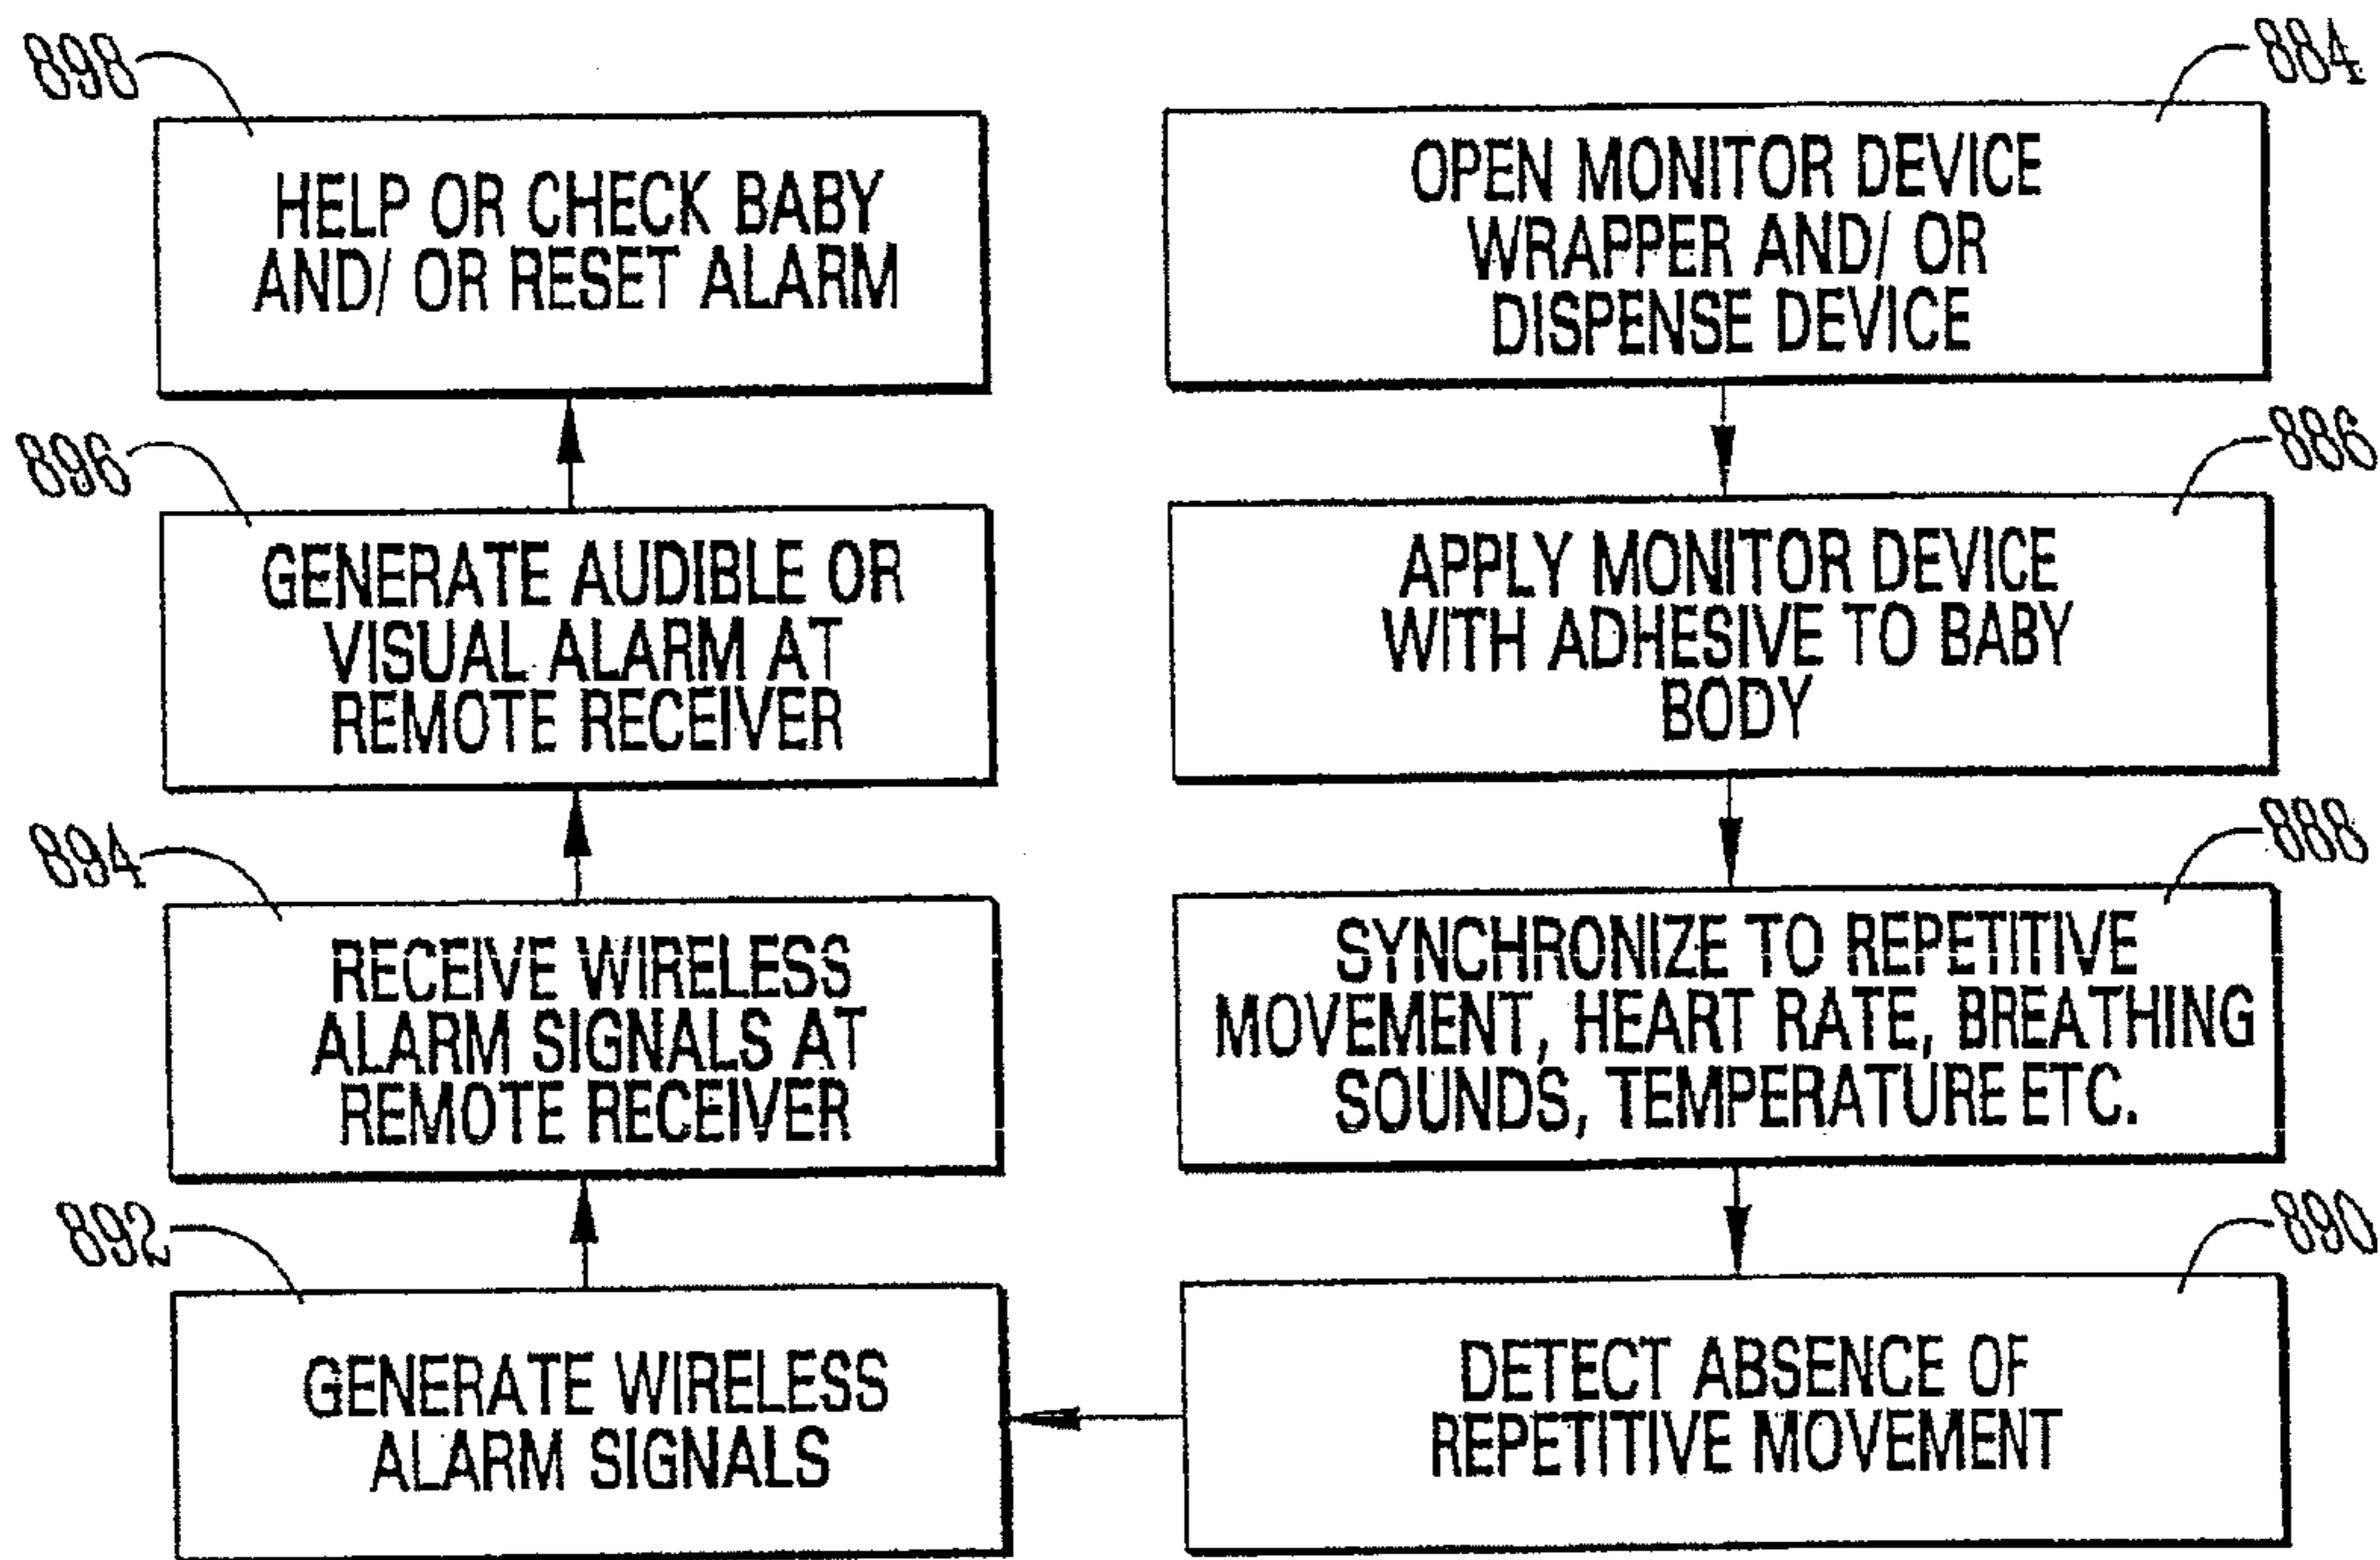 898
HELP OR CHECK BABY
AND/ OR RESET ALARM
884
OPEN MONITOR DEVICE
WRAPPER AND/ OR
DISPENSE DEVICE
896
GENERATE AUDIBLE OR
VISUAL ALARM AT
REMOTE RECEIVER
886
APPLY MONITOR DEVICE
WITH ADHESIVE TO BABY
BODY
894
RECEIVE WIRELESS
ALARM SIGNALS AT
REMOTE RECEIVER
888
SYNCHRONIZE TO REPETITIVE
MOVEMENT, HEART RATE, BREATHING
SOUNDS, TEMPERATURE ETC.
892
GENERATE WIRELESS
ALARM SIGNALS
890
DETECT ABSENCE OF
REPETITIVE MOVEMENT